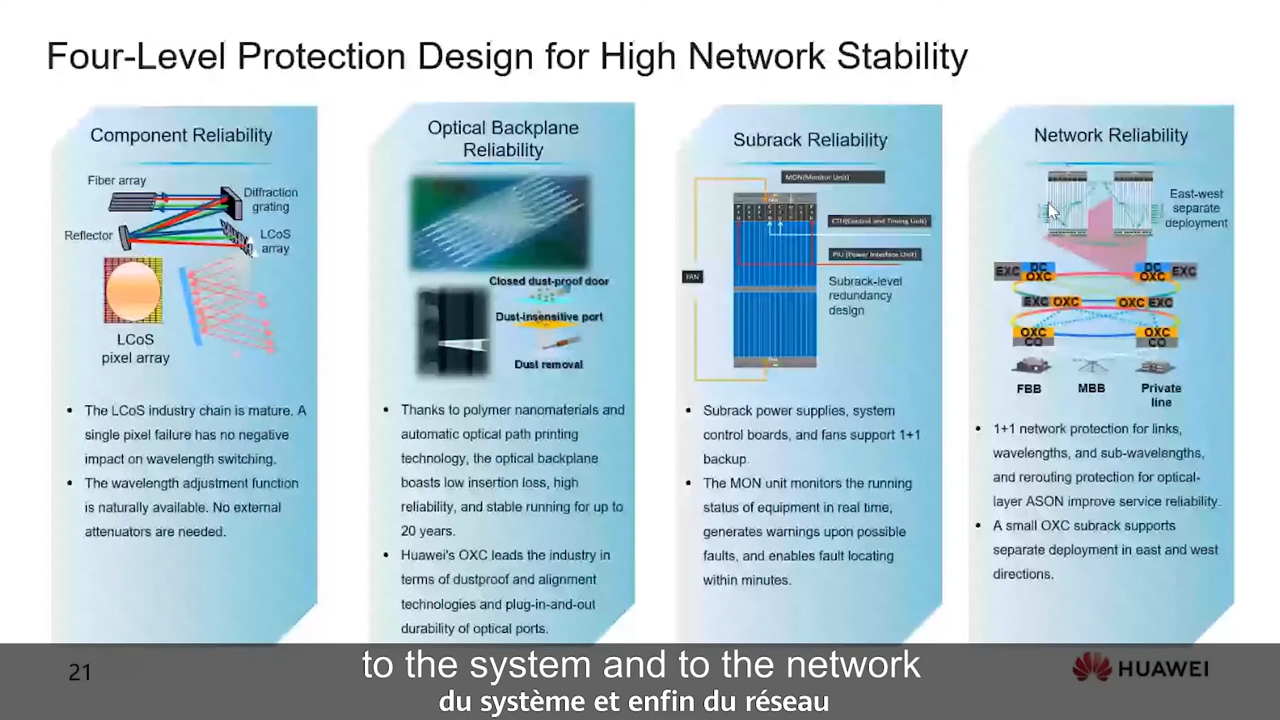 Four-Level Protection Design for High Network Stability
Component Reliability
Fiber array
Diffraction
grating
Reflector
LCoS
array
LCoS
pixel array
• The LCoS industry chain is mature. A
single pixel failure has no negative
impact on wavelength switching.
• The wavelength adjustment function
is naturally available. No external
attenuators are needed.
Optical Backplane
Reliability
Closed dust-proof door
Dust-insensitive port
Dust removal
• Thanks to polymer nanomaterials and
automatic optical path printing
technology, the optical backplane
boasts low insertion loss, high
reliability, and stable running for up to
20 years.
• Huawei's OXC leads the industry in
terms of dustproof and alignment
technologies and plug-in-and-out
durability of optical ports.
Subrack Reliability
MON(Monitor Unit)
CTU(Control and Timing Unit)
PIU (Power Interface Unit)
FAN
Subrack-level
redundancy
design
• Subrack power supplies, system
control boards, and fans support 1+1
backup.
• The MON unit monitors the running
status of equipment in real time,
generates warnings upon possible
faults, and enables fault locating
within minutes.
Network Reliability
East-west
separate
deployment
EXC DC OXC
DC OXC EXC
EXC OXC
OXC EXC
OXC CO
OXC CO
FBB
MBB
Private
line
• 1+1 network protection for links,
wavelengths, and sub-wavelengths,
and rerouting protection for optical-
layer ASON improve service reliability.
• A small OXC subrack supports
separate deployment in east and west
directions.
21
to the system and to the network
du système et enfin du réseau
HUAWEI